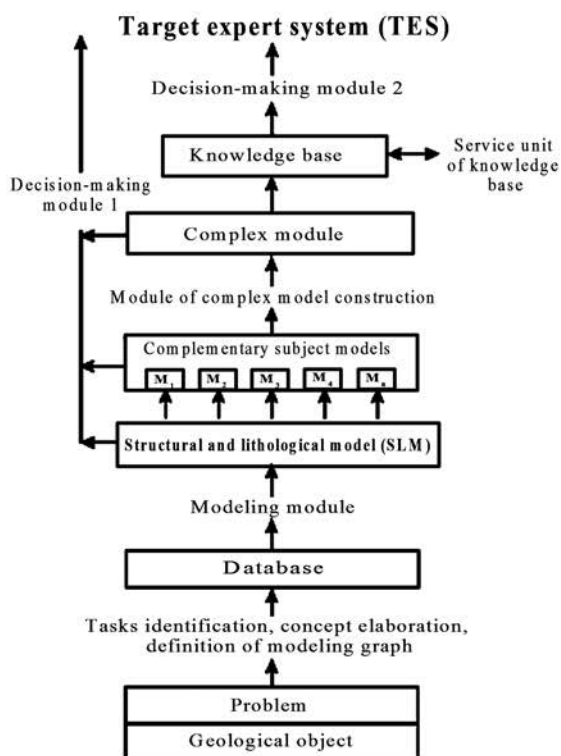 Target expert system (TES)
Decision-making module 2
Knowledge base
Service unit
of knowledge
base
Decision-making
module 1
Complex module
Module of complex model construction
Complementary subject models
M1 M2 M3 M4 Mn
Structural and lithological model (SLM)
Modeling module
Database
Tasks identification, concept elaboration,
definition of modeling graph
Problem
Geological object